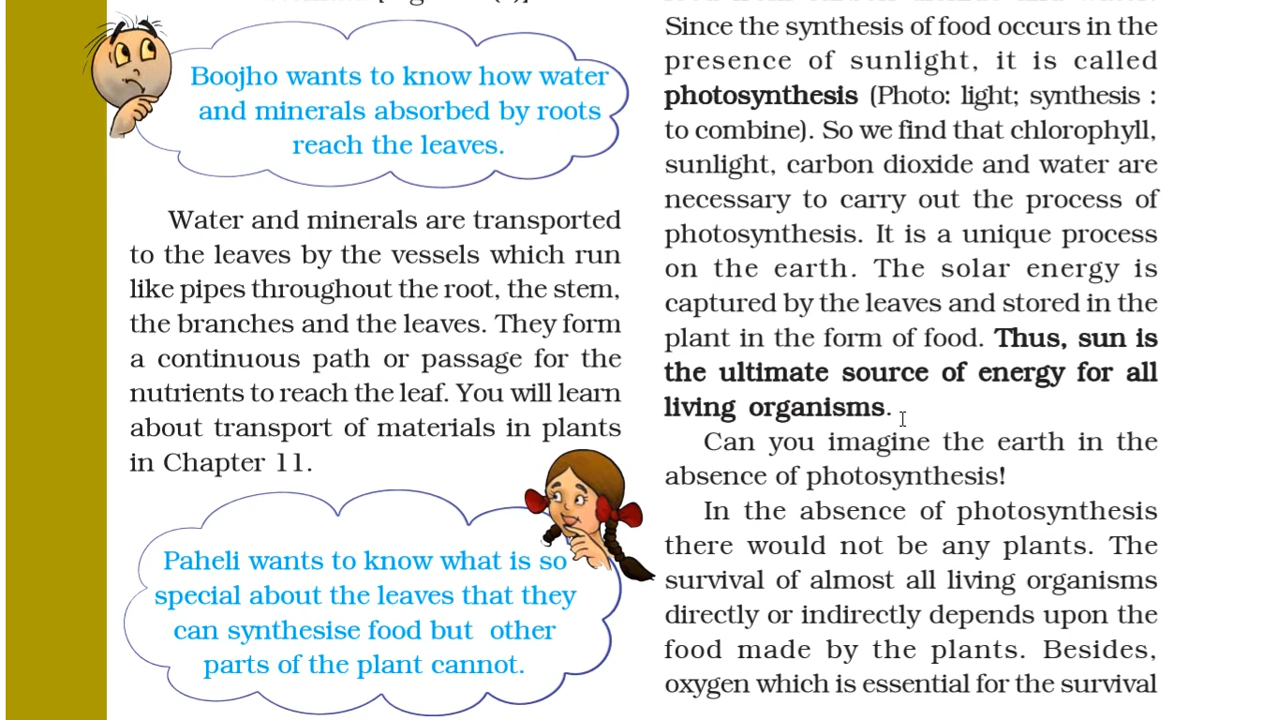 Boojho wants to know how water
and minerals absorbed by roots
reach the leaves.
Water and minerals are transported
to the leaves by the vessels which run
like pipes throughout the root, the stem,
the branches and the leaves. They form
a continuous path or passage for the
nutrients to reach the leaf. You will learn
about transport of materials in plants
in Chapter 11.
Paheli wants to know what is so
special about the leaves that they
can synthesise food but other
parts of the plant cannot.
Since the synthesis of food occurs in the
presence of sunlight, it is called
photosynthesis (Photo: light; synthesis :
to combine). So we find that chlorophyll,
sunlight, carbon dioxide and water are
necessary to carry out the process of
photosynthesis. It is a unique process
on the earth. The solar energy is
captured by the leaves and stored in the
plant in the form of food. Thus, sun is
the ultimate source of energy for all
living organisms.
Can you imagine the earth in the
absence of photosynthesis!
In the absence of photosynthesis
there would not be any plants. The
survival of almost all living organisms
directly or indirectly depends upon the
food made by the plants. Besides,
oxygen which is essential for the survival